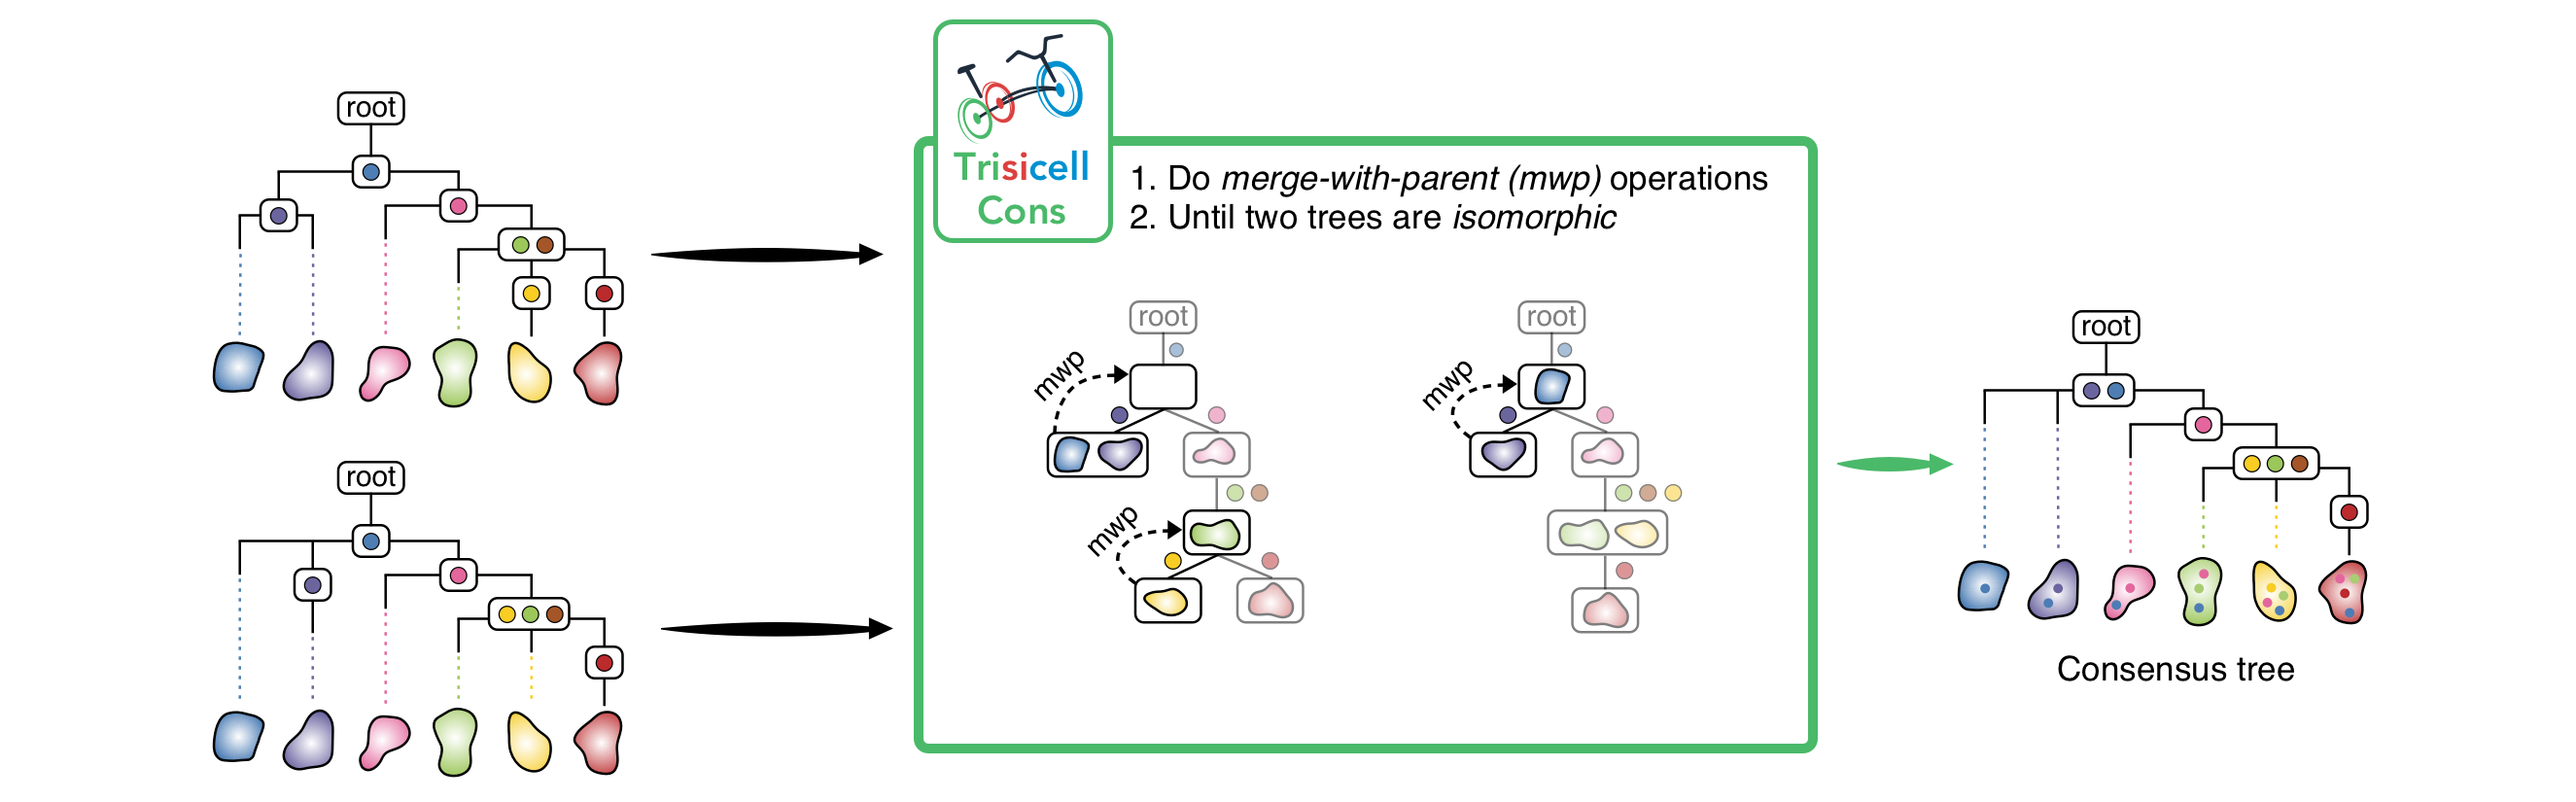 root
root
Trisicell
Cons
1. Do merge-with-parent (mwp) operations
2. Until two trees are isomorphic
root
mwp
mwp
root
mwp
root
Consensus tree